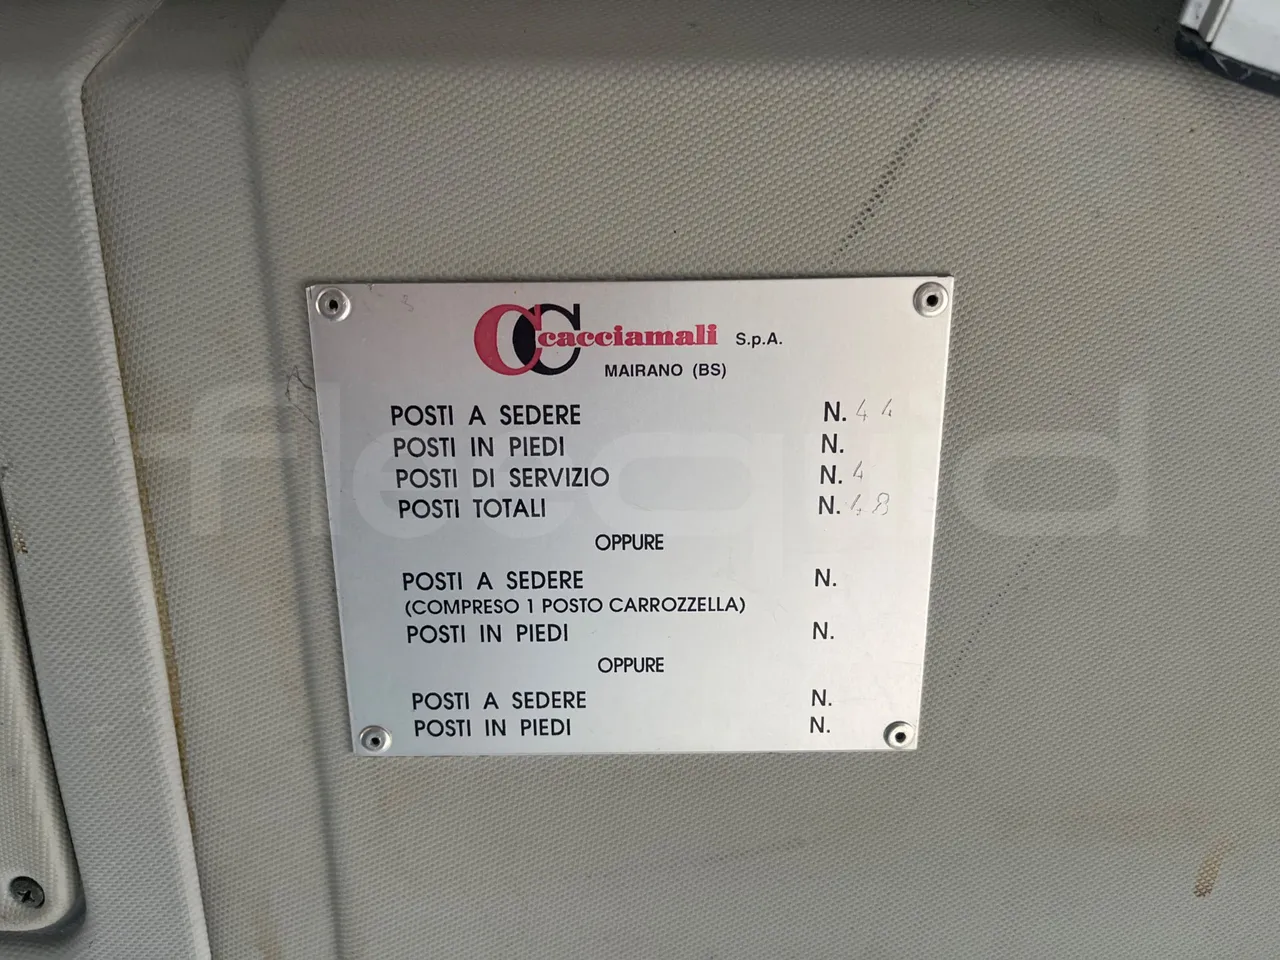 cacciamali S.p.A.
MAIRANO (BS)
POSTI A SEDERE N. 44
POSTI IN PIEDI N.
POSTI DI SERVIZIO N. 4
POSTI TOTALI N. 48
OPPURE
POSTI A SEDERE N.
(COMPRESO 1 POSTO CARROZZELLA)
POSTI IN PIEDI N.
OPPURE
POSTI A SEDERE N.
POSTI IN PIEDI N.
fleequid